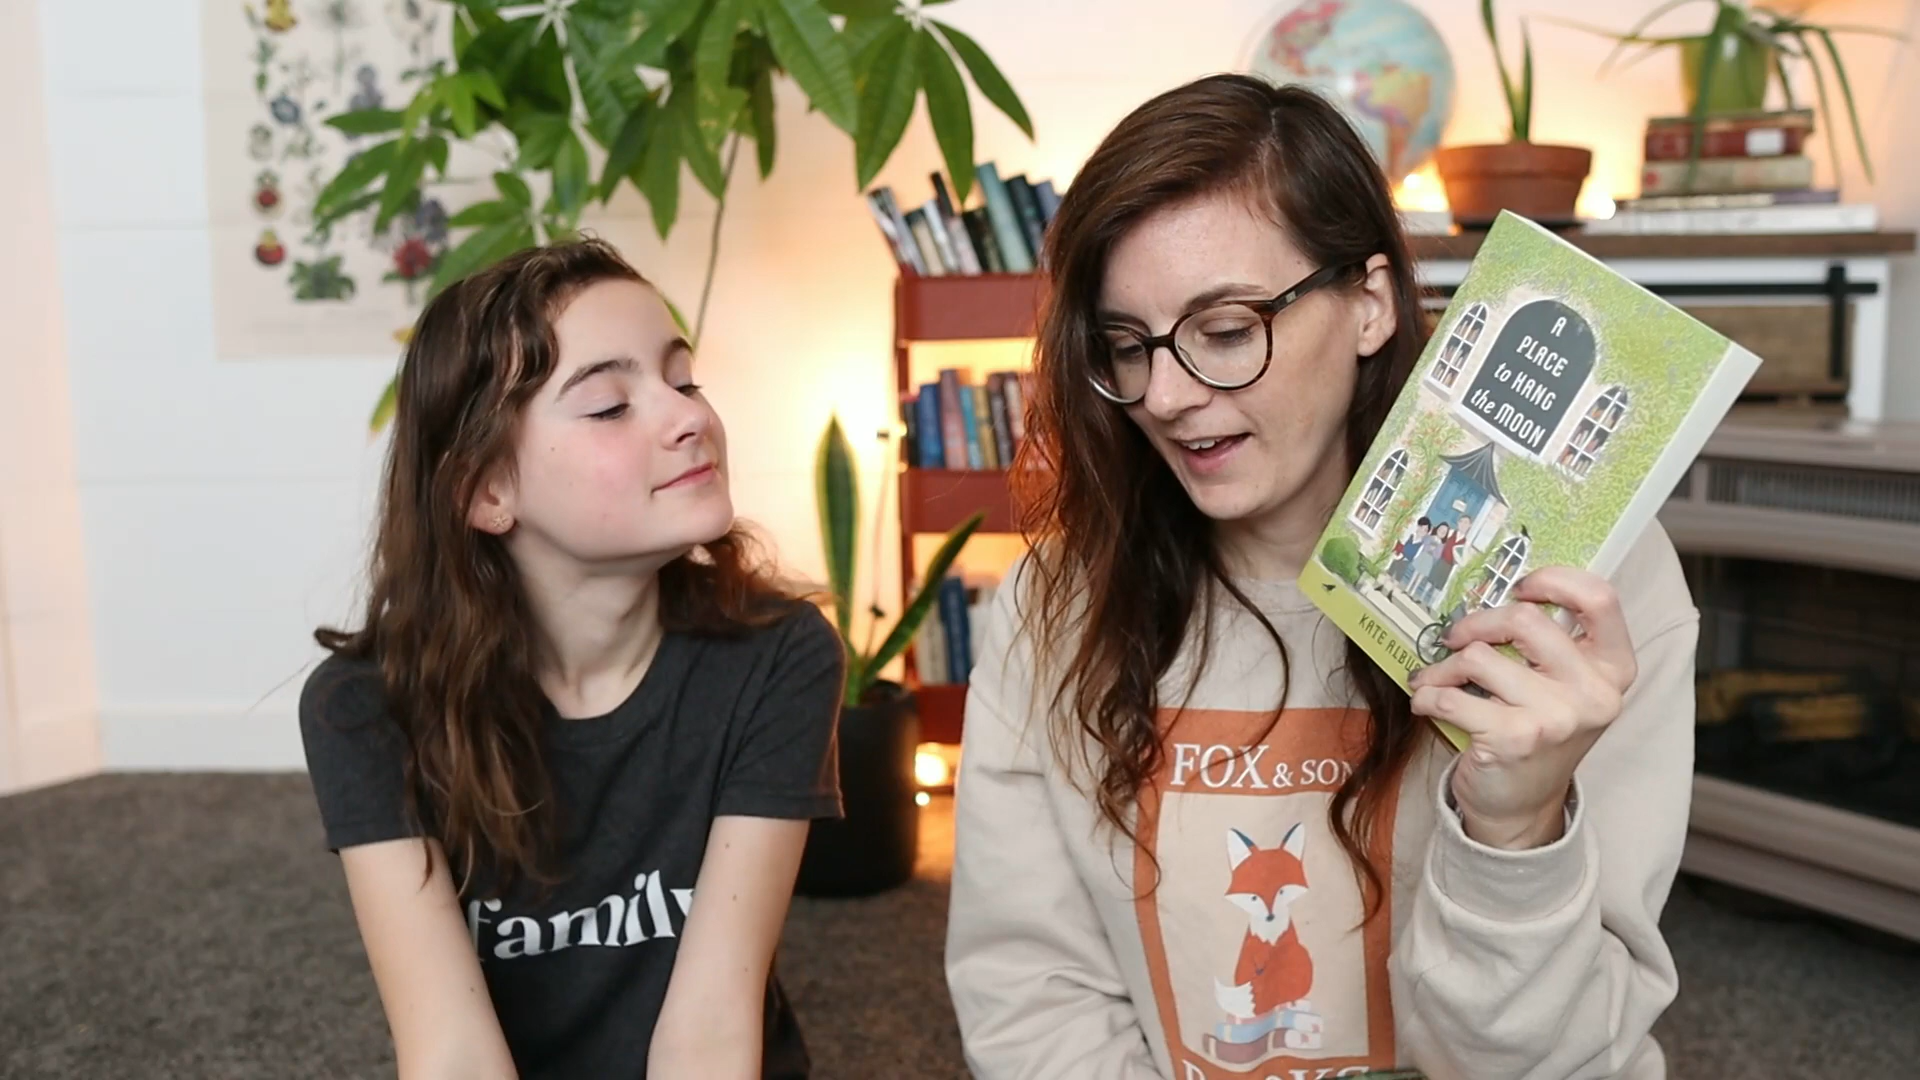 A
PLACE
to HANG
the MOON
KATE ALBUS
FOX & SON
family